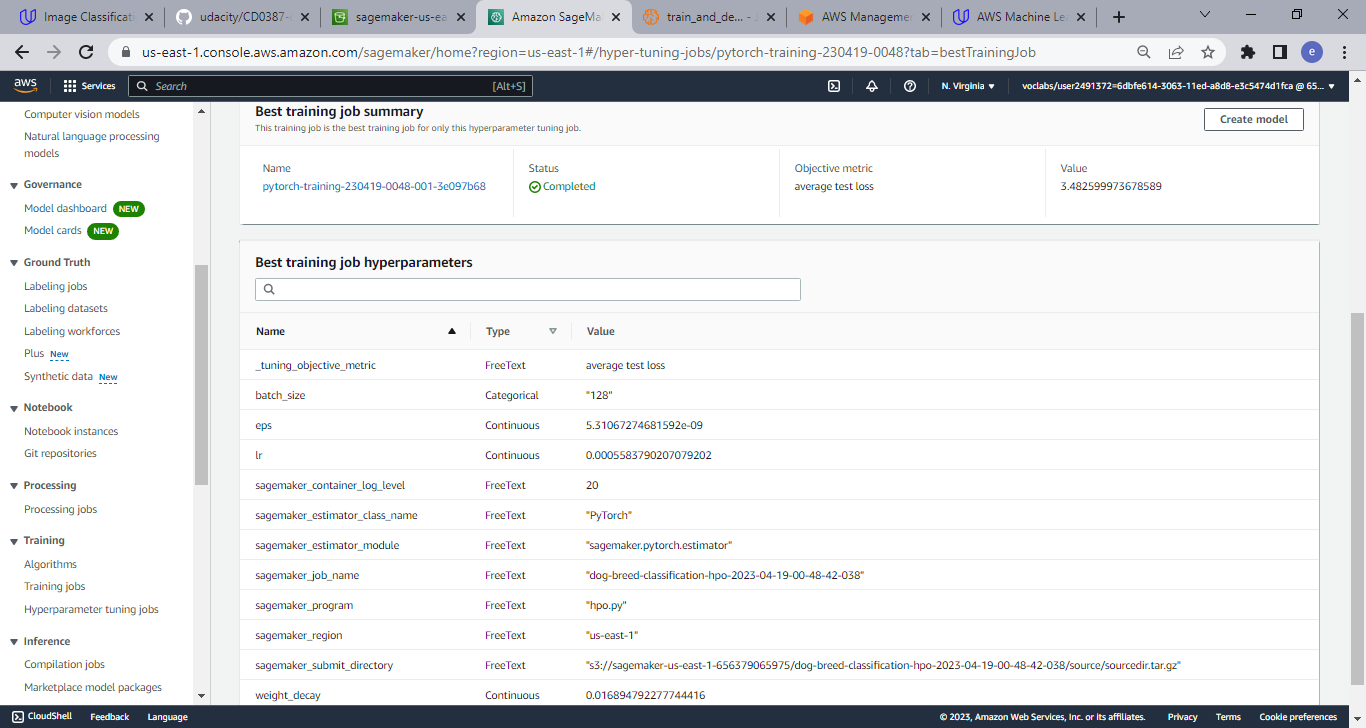 Image Classificati
udacity/CD0387-
sagemaker-us-ea
Amazon SageMa
train_and_de... -
AWS Managemen
AWS Machine Le
us-east-1.console.aws.amazon.com/sagemaker/home?region=us-east-1#/hyper-tuning-jobs/pytorch-training-230419-0048?tab=bestTrainingJob
e
aws
Services
Search
[Alt+S]
N. Virginia
voclabs/user2491372=6dbfe614-3063-11ed-a8d8-e3c5474d1fca @ 65...
Computer vision models
Natural language processing
models
Governance
Model dashboard NEW
Model cards NEW
Ground Truth
Labeling jobs
Labeling datasets
Labeling workforces
Plus New
Synthetic data New
Notebook
Notebook instances
Git repositories
Processing
Processing jobs
Training
Algorithms
Training jobs
Hyperparameter tuning jobs
Inference
Compilation jobs
Marketplace model packages
Best training job summary
This training job is the best training job for only this hyperparameter tuning job.
Create model
Name
pytorch-training-230419-0048-001-3e097b68
Status
Completed
Objective metric
average test loss
Value
3.482599973678589
Best training job hyperparameters
Name Type Value
_tuning_objective_metric FreeText average test loss
batch_size Categorical "128"
eps Continuous 5.31067274681592e-09
lr Continuous 0.0005583790207079202
sagemaker_container_log_level FreeText 20
sagemaker_estimator_class_name FreeText "PyTorch"
sagemaker_estimator_module FreeText "sagemaker.pytorch.estimator"
sagemaker_job_name FreeText "dog-breed-classification-hpo-2023-04-19-00-48-42-038"
sagemaker_program FreeText "hpo.py"
sagemaker_region FreeText "us-east-1"
sagemaker_submit_directory FreeText "s3://sagemaker-us-east-1-656379065975/dog-breed-classification-hpo-2023-04-19-00-48-42-038/source/sourcedir.tar.gz"
weight_decay Continuous 0.016894792277744416
CloudShell Feedback Language
© 2023, Amazon Web Services, Inc. or its affiliates. Privacy Terms Cookie preferences